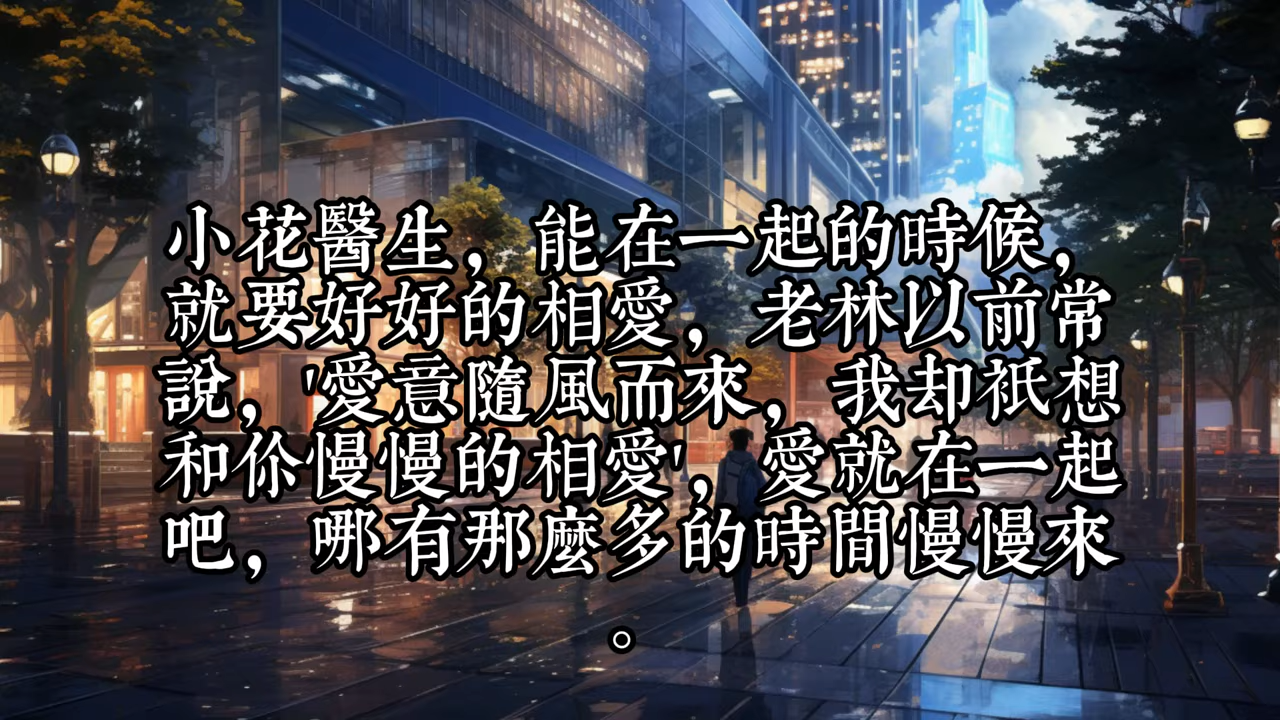 小花醫生，能在一起的時候，
就要好好的相愛，老林以前常
說，'愛意隨風而來，我却衹想
和你慢慢的相愛'，愛就在一起
吧，哪有那麼多的時間慢慢來
。